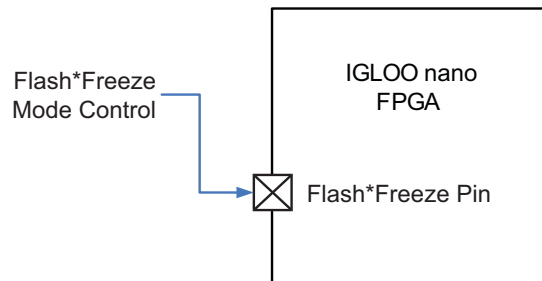 IGLOO nano
FPGA
Flash*Freeze
Mode Control
Flash*Freeze Pin